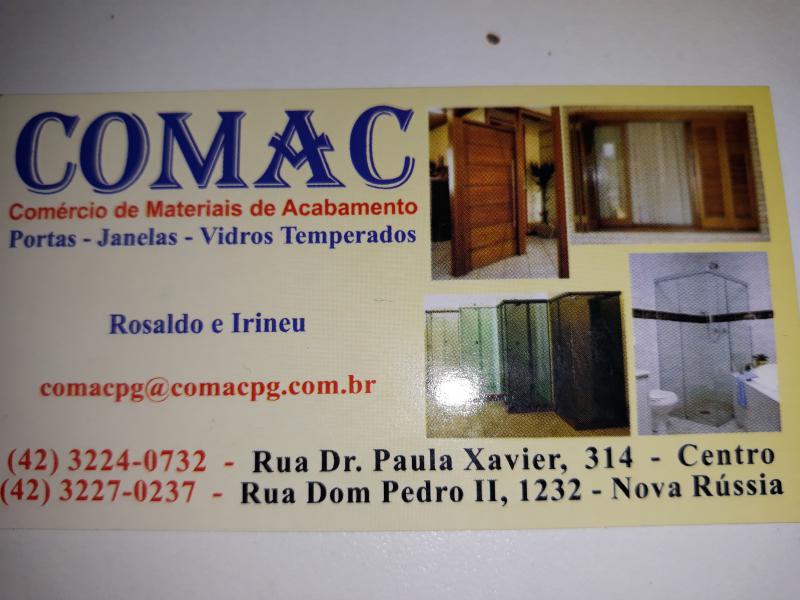 COMAC
Comércio de Materiais de Acabamento
Portas - Janelas - Vidros Temperados
Rosaldo e Irineu
comacpg@comacpg.com.br
(42) 3224-0732 - Rua Dr. Paula Xavier, 314 - Centro
(42) 3227-0237 - Rua Dom Pedro II, 1232 - Nova Rússia